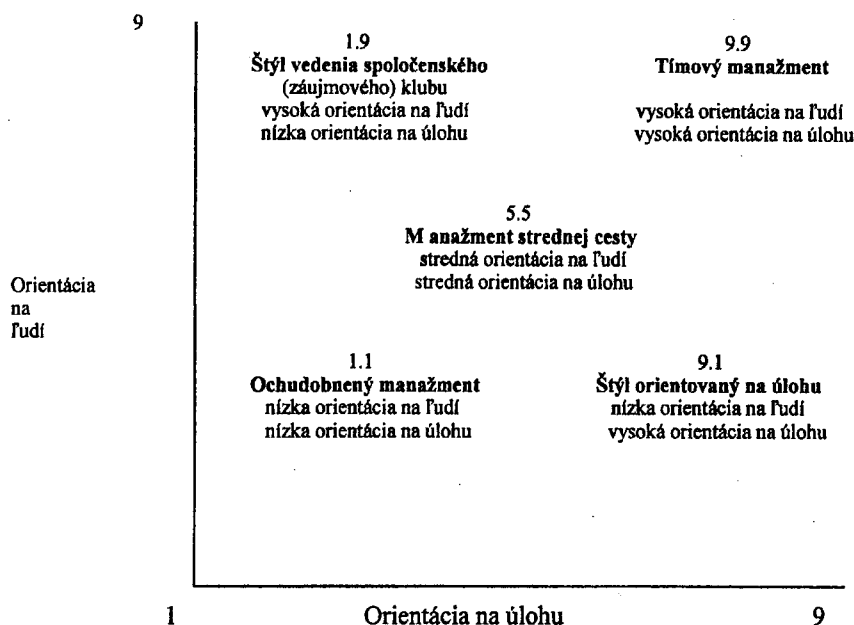 9
1.9
Štýl vedenia spoločenského
(záujmového) klubu
vysoká orientácia na ľudí
nízka orientácia na úlohu
9.9
Tímový manažment
vysoká orientácia na ľudí
vysoká orientácia na úlohu
5.5
M anažment strednej cesty
stredná orientácia na ľudí
stredná orientácia na úlohu
Orientácia
na
ľudí
1.1
Ochudobnený manažment
nízka orientácia na ľudí
nízka orientácia na úlohu
9.1
Štýl orientovaný na úlohu
nízka orientácia na ľudí
vysoká orientácia na úlohu
1
Orientácia na úlohu
9